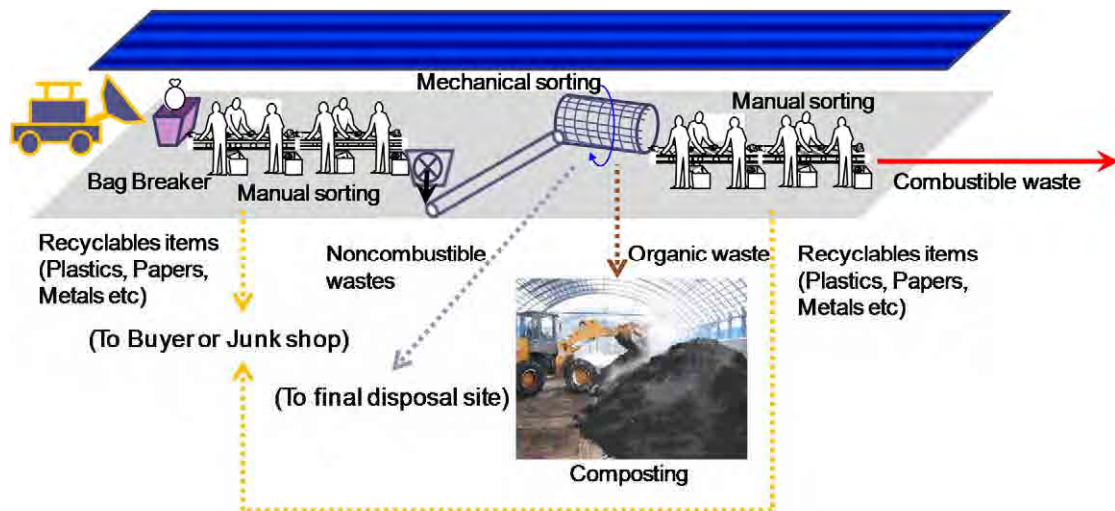 Mechanical sorting
Manual sorting
Bag Breaker
Manual sorting
Combustible waste
Recyclables items
(Plastics, Papers,
Metals etc)
Noncombustible
wastes
Organic waste
Recyclables items
(Plastics, Papers,
Metals etc)
(To Buyer or Junk shop)
(To final disposal site)
Composting